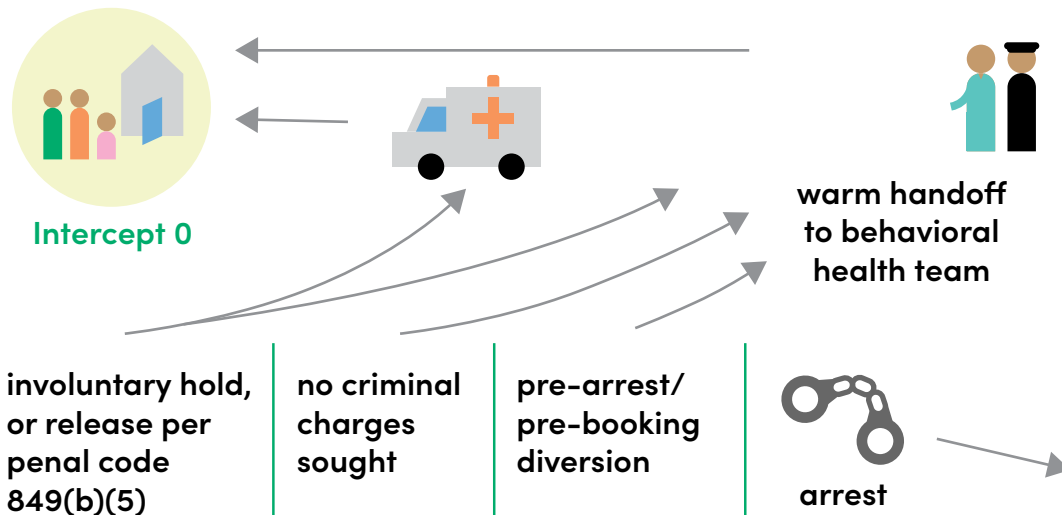 Intercept 0
warm handoff
to behavioral
health team
involuntary hold,
or release per
penal code
849(b)(5)
no criminal
charges
sought
pre-arrest/
pre-booking
diversion
arrest